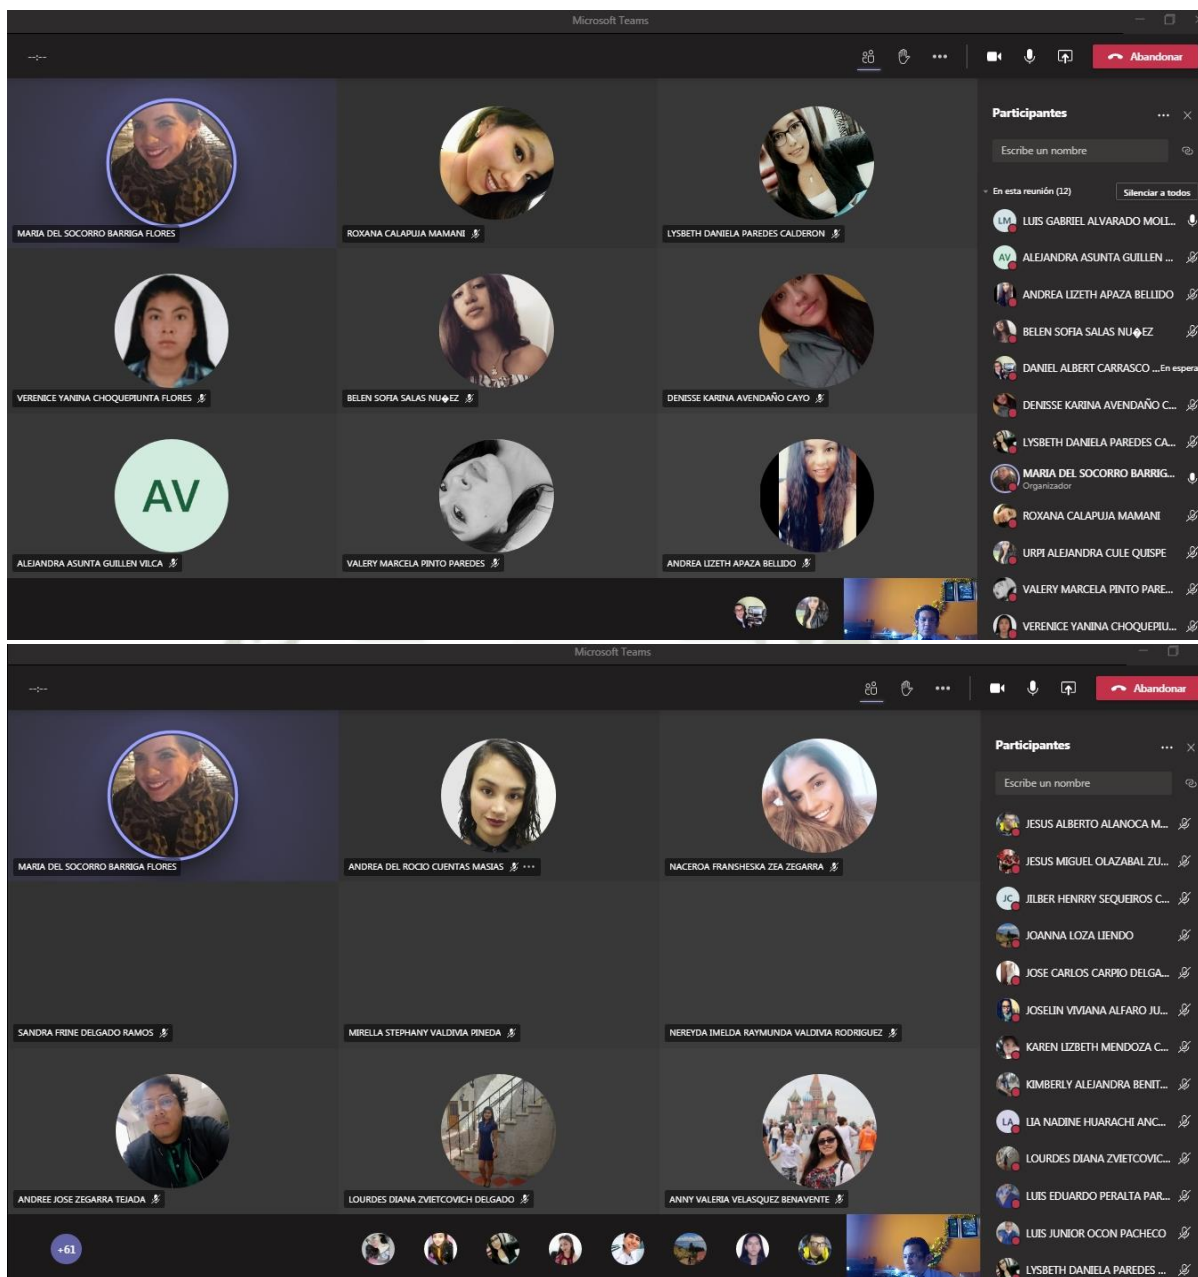 Microsoft Teams
--:--
Abandonar
MARIA DEL SOCORRO BARRIGA FLORES
ROXANA CALAPUJA MAMANI
LYSBETH DANIELA PAREDES CALDERON
VERENICE YANINA CHOQUEPIUNTA FLORES
BELEN SOFIA SALAS NU�EZ
DENISSE KARINA AVENDAÑO CAYO
AV
ALEJANDRA ASUNTA GUILLEN VILCA
VALERY MARCELA PINTO PAREDES
ANDREA LIZETH APAZA BELLIDO
Participantes
Escribe un nombre
En esta reunión (12) Silenciar a todos
LM LUIS GABRIEL ALVARADO MOLI...
AV ALEJANDRA ASUNTA GUILLEN ...
ANDREA LIZETH APAZA BELLIDO
BELEN SOFIA SALAS NU�EZ
DANIEL ALBERT CARRASCO ... En espera
DENISSE KARINA AVENDAÑO C...
LYSBETH DANIELA PAREDES CA...
MARIA DEL SOCORRO BARRIG...
Organizador
ROXANA CALAPUJA MAMANI
URPI ALEJANDRA CULE QUISPE
VALERY MARCELA PINTO PARE...
VERENICE YANINA CHOQUEPIU...
Microsoft Teams
--:--
Abandonar
MARIA DEL SOCORRO BARRIGA FLORES
ANDREA DEL ROCIO CUENTAS MASIAS
NACEROA FRANSHESKA ZEA ZEGARRA
SANDRA FRINE DELGADO RAMOS
MIRELLA STEPHANY VALDIVIA PINEDA
NEREYDA IMELDA RAYMUNDA VALDIVIA RODRIGUEZ
ANDREE JOSE ZEGARRA TEJADA
LOURDES DIANA ZVIETCOVICH DELGADO
ANNY VALERIA VELASQUEZ BENAVENTE
+61
Participantes
Escribe un nombre
JESUS ALBERTO ALANOCA M...
JESUS MIGUEL OLAZABAL ZU...
JC JILBER HENRRY SEQUEIROS C...
JOANNA LOZA LIENDO
JOSE CARLOS CARPIO DELGA...
JOSELIN VIVIANA ALFARO JU...
KAREN LIZBETH MENDOZA C...
KIMBERLY ALEJANDRA BENIT...
LA LIA NADINE HUARACHI ANC...
LOURDES DIANA ZVIETCOVIC...
LUIS EDUARDO PERALTA PAR...
LUIS JUNIOR OCON PACHECO
LYSBETH DANIELA PAREDES ...